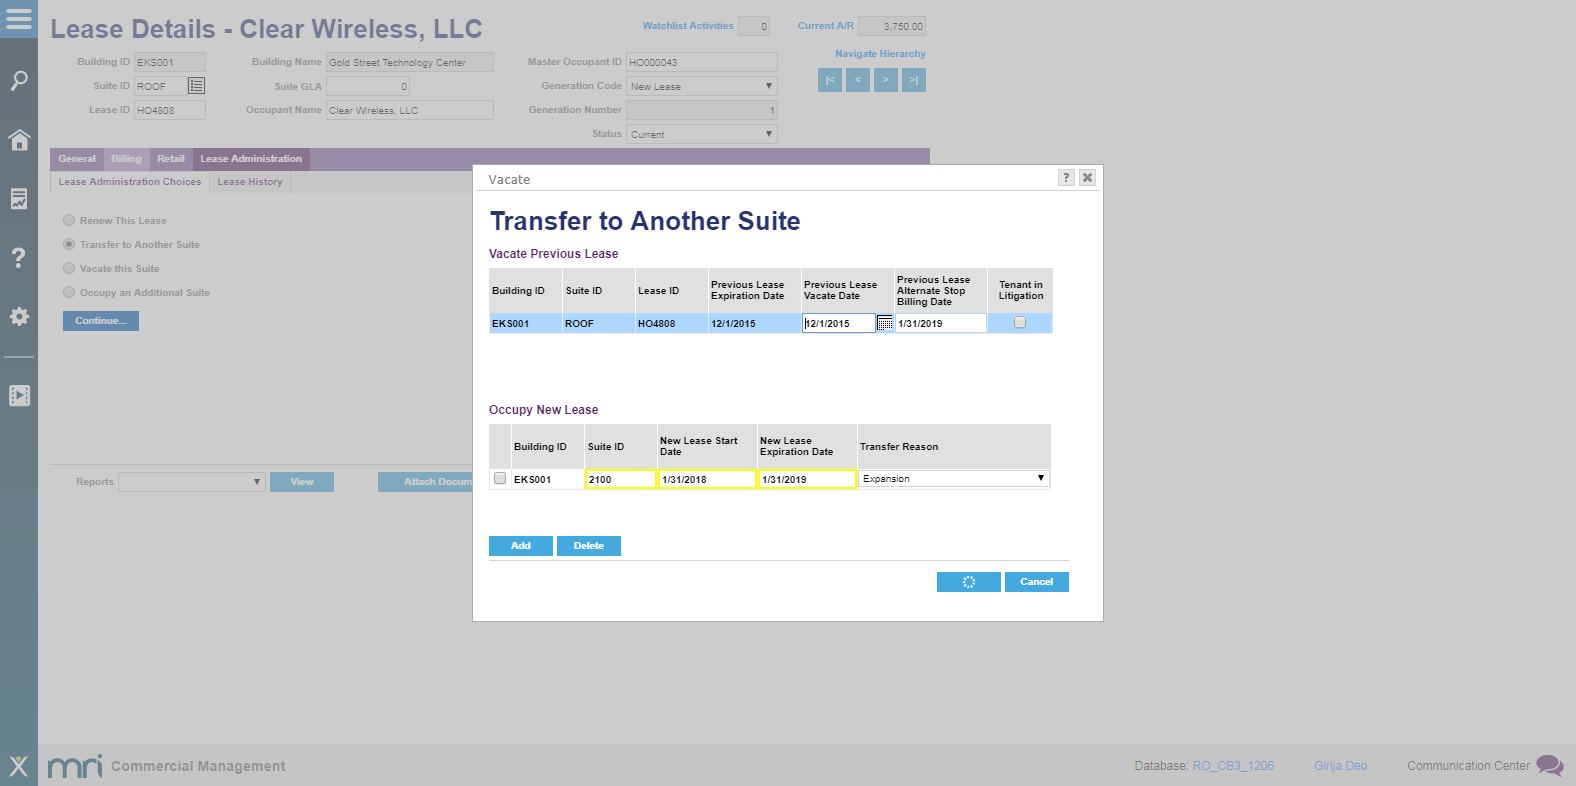 Lease Details - Clear Wireless, LLC
Watchlist Activities 0 Current A/R 3,750.00
Navigate Hierarchy
|< < > >|
Building ID EKS001 Building Name Gold Street Technology Center Master Occupant ID HO000043
Suite ID ROOF Suite GLA 0 Generation Code New Lease
Lease ID HO4808 Occupant Name Clear Wireless, LLC Generation Number 1
Status Current
General Billing Retail Lease Administration
Lease Administration Choices Lease History
Renew This Lease
Transfer to Another Suite
Vacate this Suite
Occupy an Additional Suite
Continue...
Reports View Attach Docum
Vacate ?
Transfer to Another Suite
Vacate Previous Lease
Building ID Suite ID Lease ID Previous Lease Expiration Date Previous Lease Vacate Date Previous Lease Alternate Stop Billing Date Tenant in Litigation
EKS001 ROOF HO4808 12/1/2015 12/1/2015 1/31/2019
Occupy New Lease
Building ID Suite ID New Lease Start Date New Lease Expiration Date Transfer Reason
EKS001 2100 1/31/2018 1/31/2019 Expansion
Add Delete
Cancel
mri Commercial Management Database: RO_CB3_1206 Girija Deo Communication Center